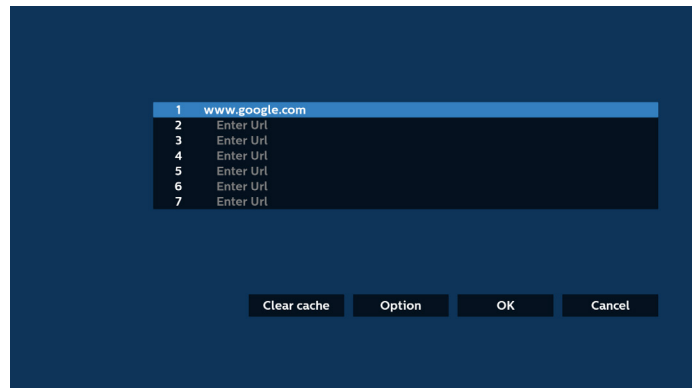 1 www.google.com
2 Enter Url
3 Enter Url
4 Enter Url
5 Enter Url
6 Enter Url
7 Enter Url
Clear cache Option OK Cancel